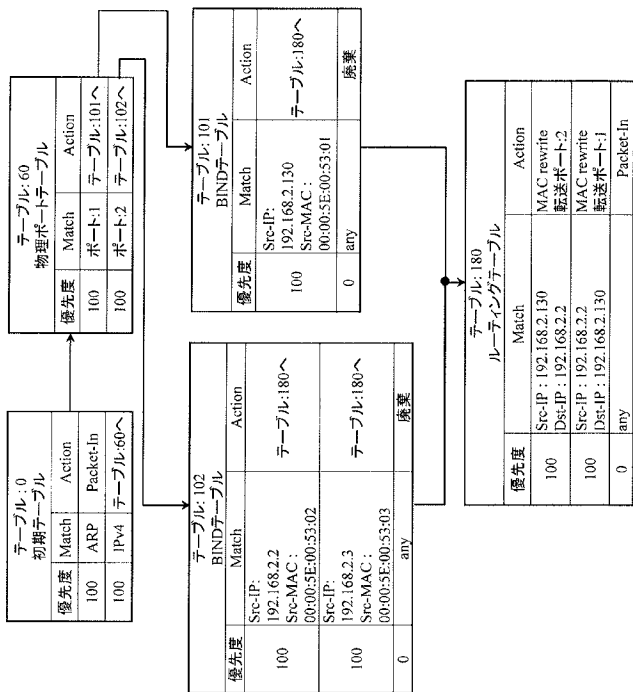 テーブル : 0
初期テーブル
優先度 Match Action
100 ARP Packet-In
100 IPv4 テーブル:60へ
テーブル: 60
物理ポートテーブル
優先度 Match Action
100 ポート:1 テーブル:101へ
100 ポート:2 テーブル:102へ
テーブル: 102
BINDテーブル
優先度 Match Action
100 Src-IP: テーブル:180へ
192.168.2.2
Src-MAC :
00:00:5E:00:53:02
100 Src-IP: テーブル:180へ
192.168.2.3
Src-MAC :
00:00:5E:00:53:03
0 any 廃棄
テーブル: 101
BINDテーブル
優先度 Match Action
100 Src-IP: テーブル:180へ
192.168.2.130
Src-MAC :
00:00:5E:00:53:01
0 any 廃棄
テーブル: 180
ルーティングテーブル
優先度 Match Action
100 Src-IP : 192.168.2.130 MAC rewrite
Dst-IP : 192.168.2.2 転送ポート:2
100 Src-IP : 192.168.2.2 MAC rewrite
Dst-IP : 192.168.2.130 転送ポート:1
0 any Packet-In